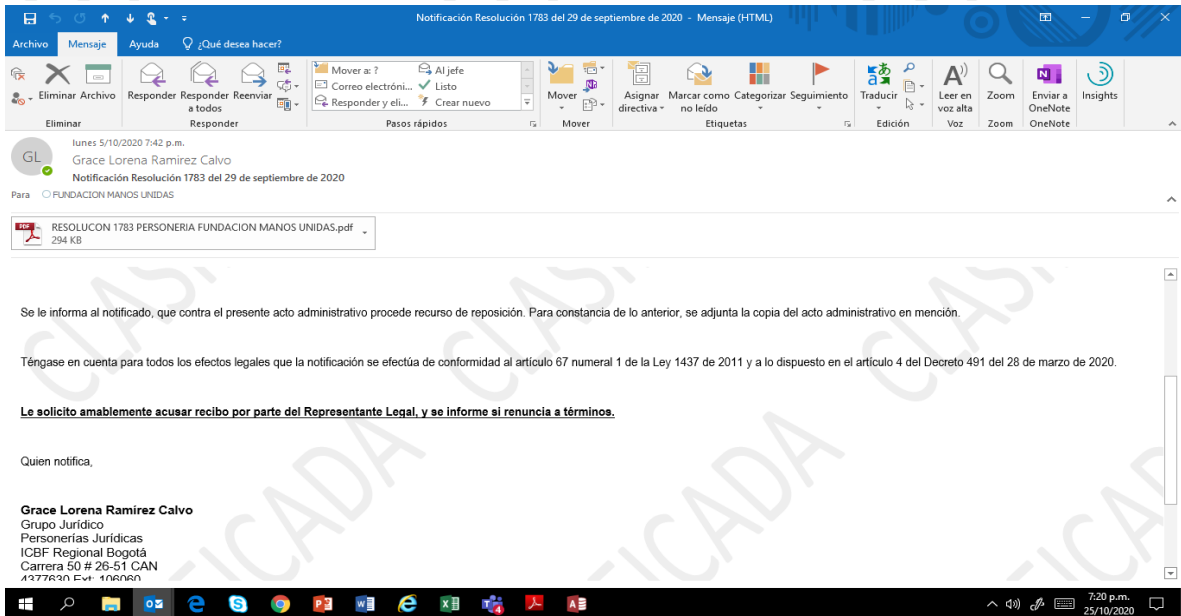 Notificación Resolución 1783 del 29 de septiembre de 2020 - Mensaje (HTML)
Archivo Mensaje Ayuda ¿Qué desea hacer?
Eliminar Archivo
Responder Responder a todos Reenviar
Mover a: ? Al jefe
Correo electróni... Listo
Responder y eli... Crear nuevo
Mover
Asignar directiva Marcar como no leído Categorizar Seguimiento
Traducir
Leer en voz alta
Zoom
Enviar a OneNote
Insights
Eliminar Responder Pasos rápidos Mover Etiquetas Edición Voz Zoom OneNote
GL
lunes 5/10/2020 7:42 p.m.
Grace Lorena Ramirez Calvo
Notificación Resolución 1783 del 29 de septiembre de 2020
Para FUNDACION MANOS UNIDAS
PDF
RESOLUCON 1783 PERSONERIA FUNDACION MANOS UNIDAS.pdf
294 KB
Se le informa al notificado, que contra el presente acto administrativo procede recurso de reposición. Para constancia de lo anterior, se adjunta la copia del acto administrativo en mención.
Téngase en cuenta para todos los efectos legales que la notificación se efectúa de conformidad al artículo 67 numeral 1 de la Ley 1437 de 2011 y a lo dispuesto en el artículo 4 del Decreto 491 del 28 de marzo de 2020.
Le solicito amablemente acusar recibo por parte del Representante Legal, y se informe si renuncia a términos.
Quien notifica,
Grace Lorena Ramírez Calvo
Grupo Jurídico
Personerías Jurídicas
ICBF Regional Bogotá
Carrera 50 # 26-51 CAN
4377630 Ext: 106060
CLASIFICADA
7:20 p.m.
25/10/2020